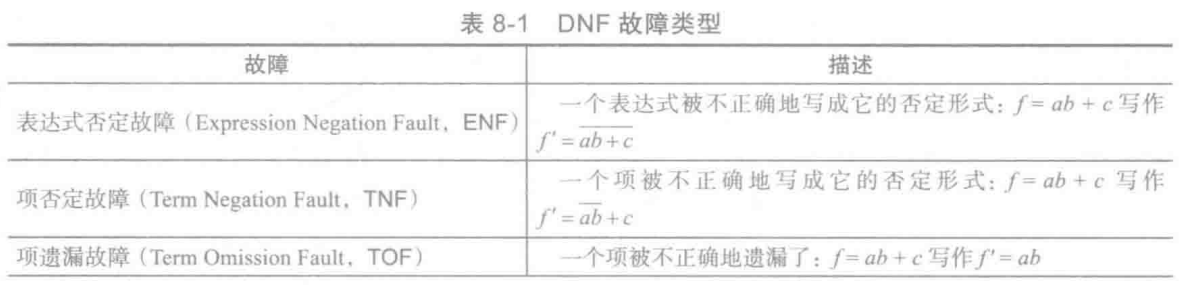 表 8-1 DNF 故障类型
故障 描述
表达式否定故障（Expression Negation Fault，ENF） 一个表达式被不正确地写成它的否定形式：f = ab + c 写作
f′ = \overline{ab+c}
项否定故障（Term Negation Fault，TNF） 一个项被不正确地写成它的否定形式：f = ab + c 写作
f′ = \overline{ab}+c
项遗漏故障（Term Omission Fault，TOF） 一个项被不正确地遗漏了：f = ab + c 写作 f′ = ab